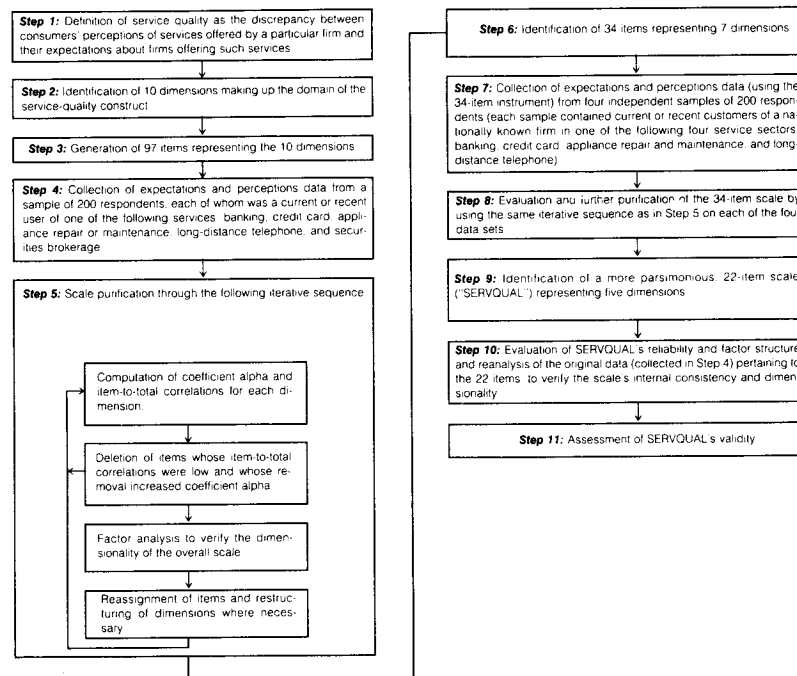 Step 1: Definition of service quality as the discrepancy between
consumers' perceptions of services offered by a particular firm and
their expectations about firms offering such services
Step 2: Identification of 10 dimensions making up the domain of the
service-quality construct
Step 3: Generation of 97 items representing the 10 dimensions
Step 4: Collection of expectations and perceptions data from a
sample of 200 respondents, each of whom was a current or recent
user of one of the following services banking, credit card, appli-
ance repair or maintenance, long-distance telephone, and secur-
ities brokerage
Step 5: Scale purification through the following iterative sequence
Computation of coefficient alpha and
item-to-total correlations for each di-
mension.
Deletion of items whose item-to-total
correlations were low and whose re-
moval increased coefficient alpha
Factor analysis to verify the dimen-
sionality of the overall scale
Reassignment of items and restruc-
turing of dimensions where neces-
sary
Step 6: Identification of 34 items representing 7 dimensions
Step 7: Collection of expectations and perceptions data (using the
34-item instrument) from four independent samples of 200 respon-
dents (each sample contained current or recent customers of a na-
tionally known firm in one of the following four service sectors
banking, credit card, appliance repair and maintenance, and long-
distance telephone)
Step 8: Evaluation and further purification of the 34-item scale by
using the same iterative sequence as in Step 5 on each of the four
data sets
Step 9: Identification of a more parsimonious, 22-item scale
("SERVQUAL") representing five dimensions
Step 10: Evaluation of SERVQUAL's reliability and factor structure
and reanalysis of the original data (collected in Step 4) pertaining to
the 22 items to verify the scale's internal consistency and dimen-
sionality
Step 11: Assessment of SERVQUAL's validity